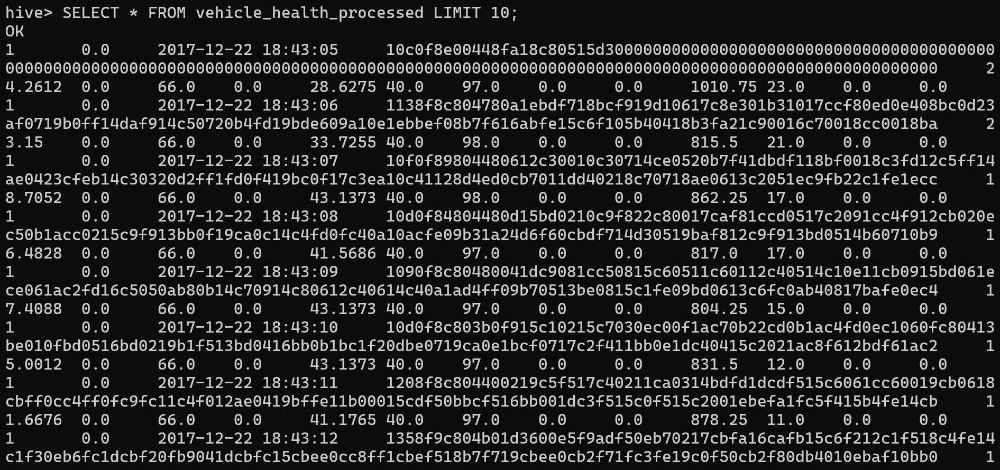 hive> SELECT * FROM vehicle_health_processed LIMIT 10;
OK
1	0.0	2017-12-22 18:43:05	10c0f8e00448fa18c80515d30000000000000000000000000000000000000000
00000000000000000000000000000000000000000000000000000000000000000000000000000000000000000000000000	2
4.2612	0.0	66.0	0.0	28.6275	40.0	97.0	0.0	0.0	1010.75	23.0	0.0	0.0
1	0.0	2017-12-22 18:43:06	1138f8c804780a1ebdf718bcf919d10617c8e301b31017ccf80ed0e408bc0d23
af0719b0ff14daf914c50720b4fd19bde609a10e1ebbef08b7f616abfe15c6f105b40418b3fa21c90016c70018cc0018ba	2
3.15	0.0	66.0	0.0	33.7255	40.0	98.0	0.0	0.0	815.5	21.0	0.0	0.0
1	0.0	2017-12-22 18:43:07	10f0f89804480612c30010c30714ce0520b7f41dbdf118bf0018c3fd12c5ff14
ae0423cfeb14c30320d2ff1fd0f419bc0f17c3ea10c41128d4ed0cb7011dd40218c70718ae0613c2051ec9fb22c1fe1ecc	1
8.7052	0.0	66.0	0.0	43.1373	40.0	98.0	0.0	0.0	862.25	17.0	0.0	0.0
1	0.0	2017-12-22 18:43:08	10d0f84804480d15bd0210c9f822c80017caf81ccd0517c2091cc4f912cb020e
c50b1acc0215c9f913bb0f19ca0c14c4fd0fc40a10acfe09b31a24d6f60cbdf714d30519baf812c9f913bd0514b60710b9	1
6.4828	0.0	66.0	0.0	41.5686	40.0	97.0	0.0	0.0	817.0	17.0	0.0	0.0
1	0.0	2017-12-22 18:43:09	1090f8c80480041dc9081cc50815c60511c60112c40514c10e11cb0915bd061e
ce061ac2fd16c5050ab80b14c70914c80612c40614c40a1ad4ff09b70513be0815c1fe09bd0613c6fc0ab40817bafe0ec4	1
7.4088	0.0	66.0	0.0	43.1373	40.0	97.0	0.0	0.0	804.25	15.0	0.0	0.0
1	0.0	2017-12-22 18:43:10	10d0f8c803b0f915c10215c7030ec00f1ac70b22cd0b1ac4fd0ec1060fc80413
be010fbd0516bd0219b1f513bd0416bb0b1bc1f20dbe0719ca0e1bcf0717c2f411bb0e1dc40415c2021ac8f612bdf61ac2	1
5.0012	0.0	66.0	0.0	43.1373	40.0	97.0	0.0	0.0	831.5	12.0	0.0	0.0
1	0.0	2017-12-22 18:43:11	1208f8c804400219c5f517c40211ca0314bdfd1dcdf515c6061cc60019cb0618
cbff0cc4ff0fc9fc11c4f012ae0419bffe11b00015cdf50bbcf516bb001dc3f515c0f515c2001ebefa1fc5f415b4fe14cb	1
1.6676	0.0	66.0	0.0	41.1765	40.0	97.0	0.0	0.0	878.25	11.0	0.0	0.0
1	0.0	2017-12-22 18:43:12	1358f9c804b01d3600e5f9adf50eb70217cbfa16cafb15c6f212c1f518c4fe14
c1f30eb6fc1dcbf20fb9041dcbfc15cbee0cc8ff1cbef518b7f719cbee0cb2f71fc3fe19c0f50cb2f80db4010ebaf10bb0	1